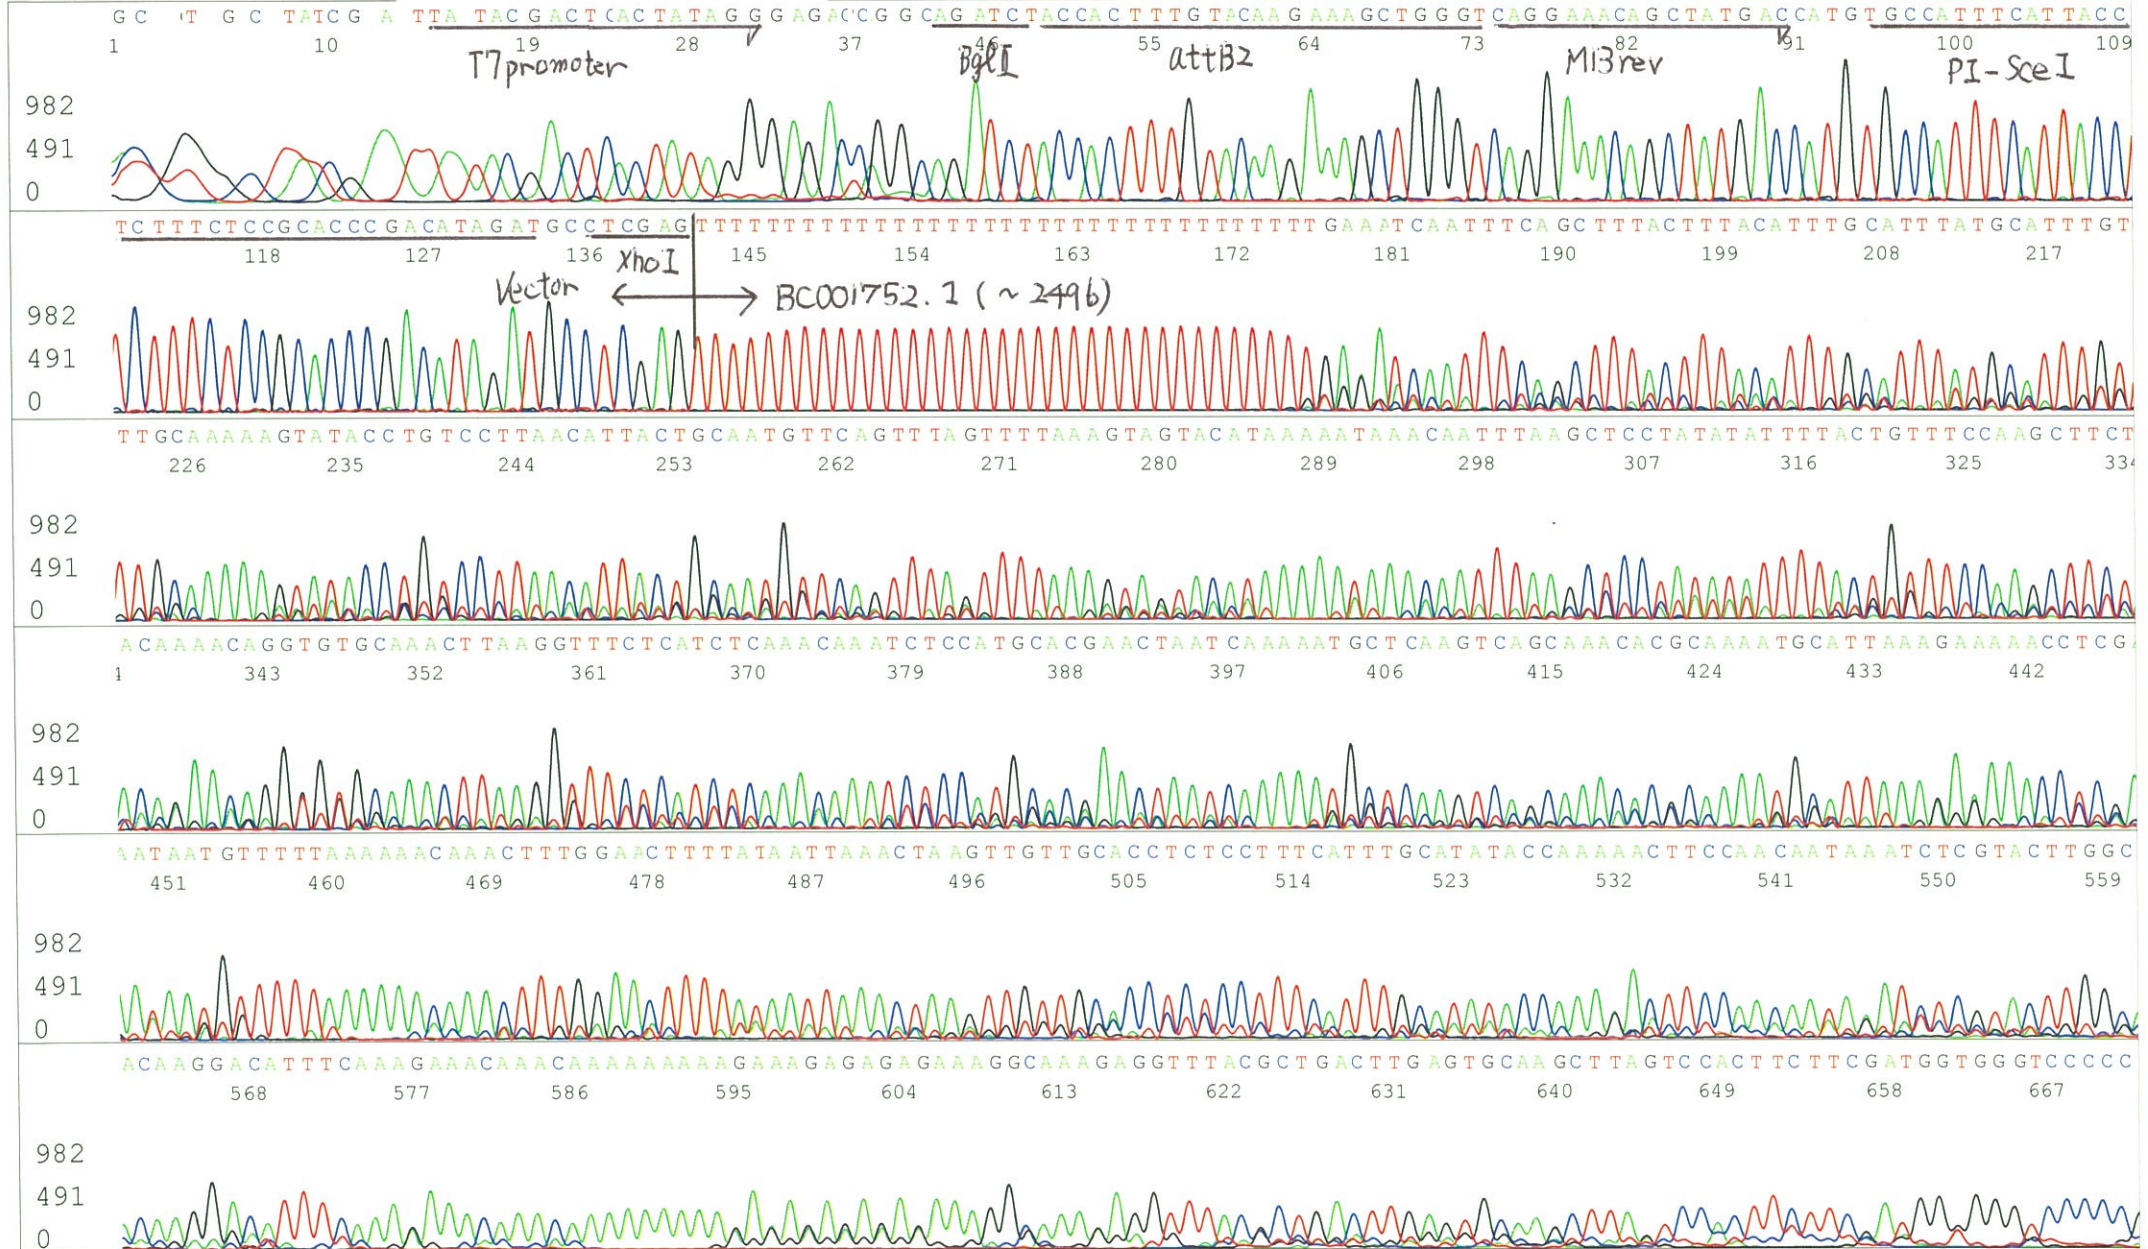 GC T GC TATCG A TTA TACGACTCACTATAGGGAGACCGGCAGATCTACCACTTTGTACAAGAAAGCTGGGTCAGGAAACAGCTATGACCATGTGCCATTTCATTACC
1 10 19 28 37 46 55 64 73 82 91 100 109
T7promoter BglI attB2 M13rev PI-SceI
982
491
0
TCTTTCTCCGCACCCGACATAGATGCCTCGAGTTTTTTTTTTTTTTTTTTTTTTTTTTTTTTTTTTGAAATCAATTTCAGCTTTACTTTACATTTGCATTTATGCATTTGT
118 127 136 145 154 163 172 181 190 199 208 217
XhoI
Vector BC001752.1 (~2496)
982
491
0
TTGCAAAAAGTATACCTGTCCTTAACATTACTGCAATGTTCAGTTTAGTTTTAAAGTAGTACATAAAAATAAACAATTTAAGCTCCTATATATTTTACTGTTTCCAAGCTTCT
226 235 244 253 262 271 280 289 298 307 316 325 334
982
491
0
ACAAAACAGGTGTGCAAACTTAAGGTTTCTCATCTCAAACAAATCTCCATGCACGAACTAATCAAAAATGCTCAAGTCAGCAAACACGCAAAATGCATTAAAGAAAAACCTCGA
343 352 361 370 379 388 397 406 415 424 433 442
982
491
0
AATAATGTTTTTAAAAAACAAACTTTGGAACTTTTATAATTAAACTAAGTTGTTGCACCTCTCCTTTCATTTGCATATACCAAAAACTTCCAACAATAAATCTCGTACTTGGC
451 460 469 478 487 496 505 514 523 532 541 550 559
982
491
0
ACAAGGACATTTCAAAGAAACAAACAAAAAAAAAGAAAGAGAGAGAAAGGCAAAGAGGTTTACGCTGACTTGAGTGCAAGCTTAGTCCACTTCTTCGATGGTGGGTCCCCC
568 577 586 595 604 613 622 631 640 649 658 667
982
491
0